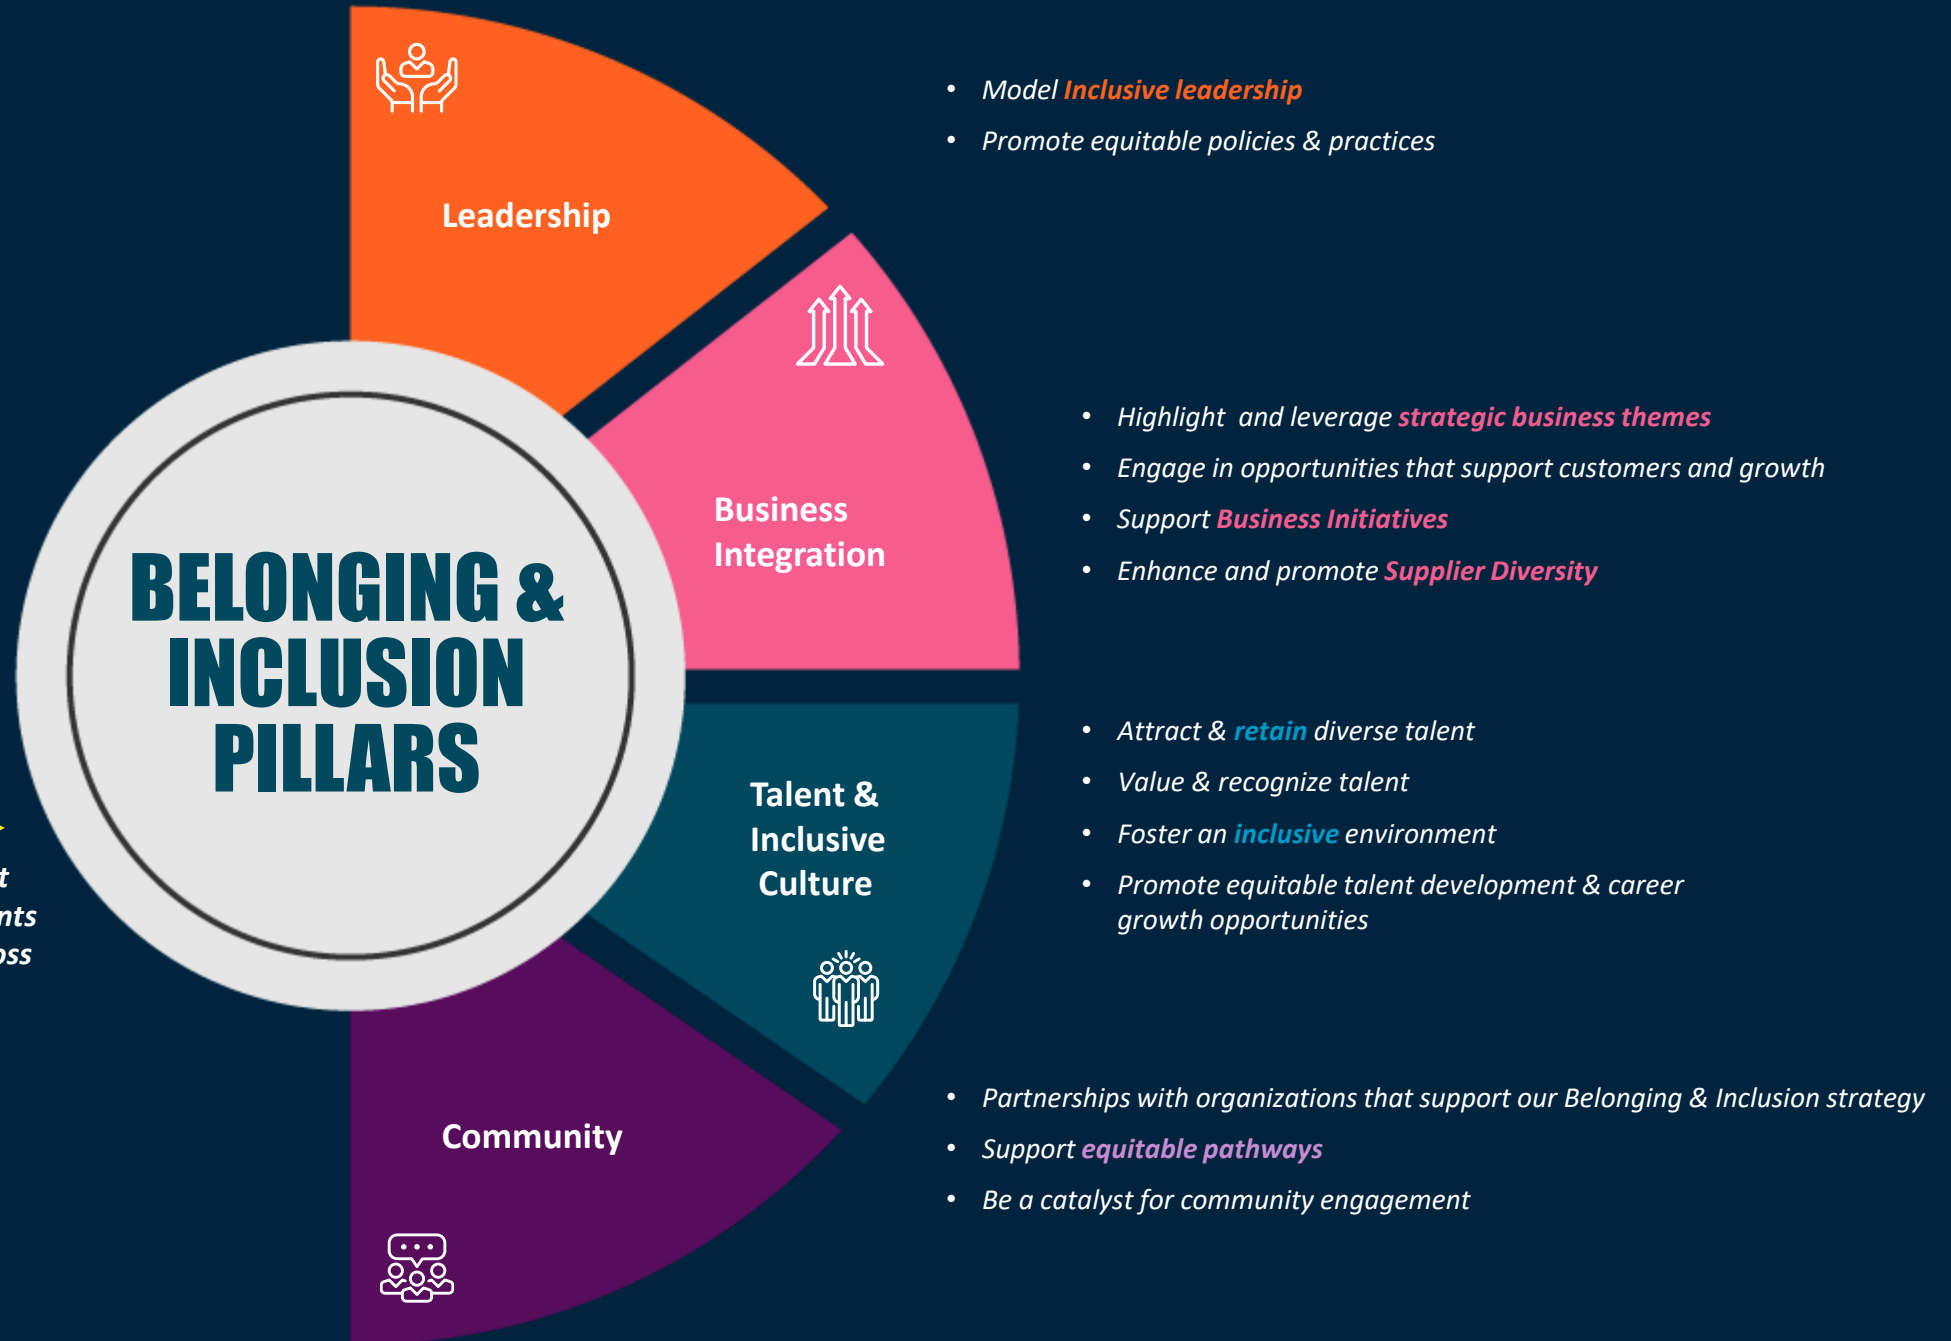 Leadership
• Model Inclusive leadership
• Promote equitable policies & practices
Business
Integration
• Highlight and leverage strategic business themes
• Engage in opportunities that support customers and growth
• Support Business Initiatives
• Enhance and promote Supplier Diversity
BELONGING &
INCLUSION
PILLARS
Talent &
Inclusive
Culture
• Attract & retain diverse talent
• Value & recognize talent
• Foster an inclusive environment
• Promote equitable talent development & career
growth opportunities
Community
• Partnerships with organizations that support our Belonging & Inclusion strategy
• Support equitable pathways
• Be a catalyst for community engagement